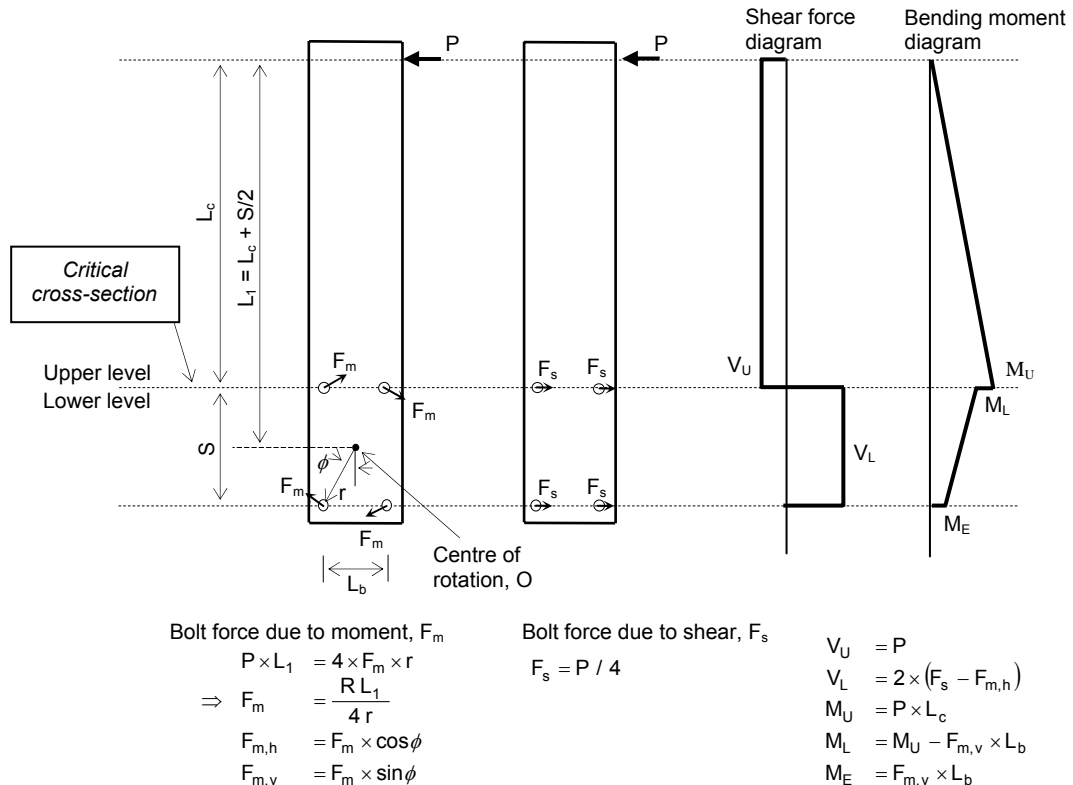 Shear force
diagram
Bending moment
diagram
P
P
L_c
L_1 = L_c + S/2
Critical
cross-section
Upper level
Lower level
F_m
F_m
F_s
F_s
V_U
M_U
M_L
S
V_L
φ
r
F_m
F_m
F_s
F_s
M_E
Centre of
rotation, O
L_b
Bolt force due to moment, F_m
P × L_1 = 4 × F_m × r
⇒ F_m = R L_1 / 4 r
F_m,h = F_m × cosφ
F_m,v = F_m × sinφ
Bolt force due to shear, F_s
F_s = P / 4
V_U = P
V_L = 2 × (F_s − F_m,h)
M_U = P × L_c
M_L = M_U − F_m,v × L_b
M_E = F_m,v × L_b